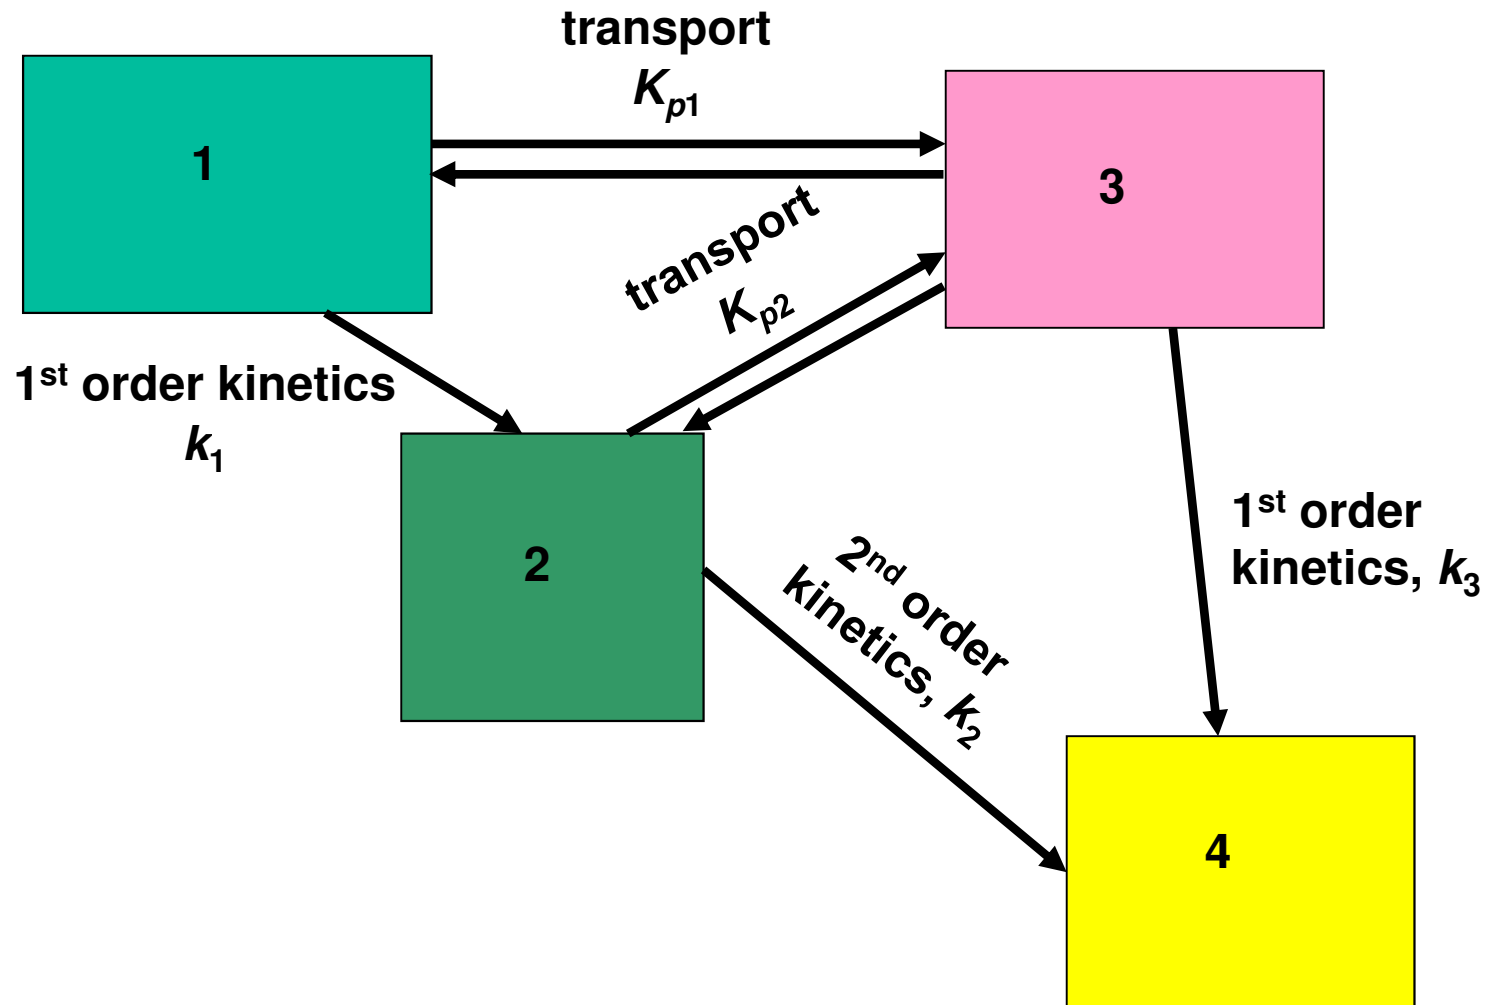 transport
Kp1
1
3
transport
Kp2
1st order kinetics
k1
2
2nd order
kinetics, k2
1st order
kinetics, k3
4